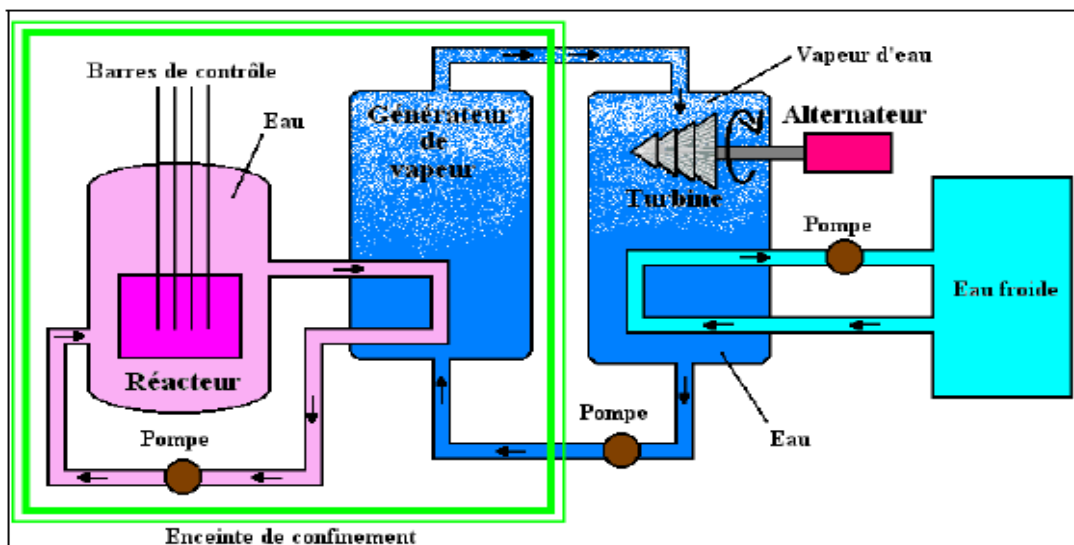 Barres de contrôle
Eau
Générateur
de
vapeur
Vapeur d'eau
Alternateur
Turbine
Pompe
Eau froide
Réacteur
Pompe
Pompe
Eau
Enceinte de confinement